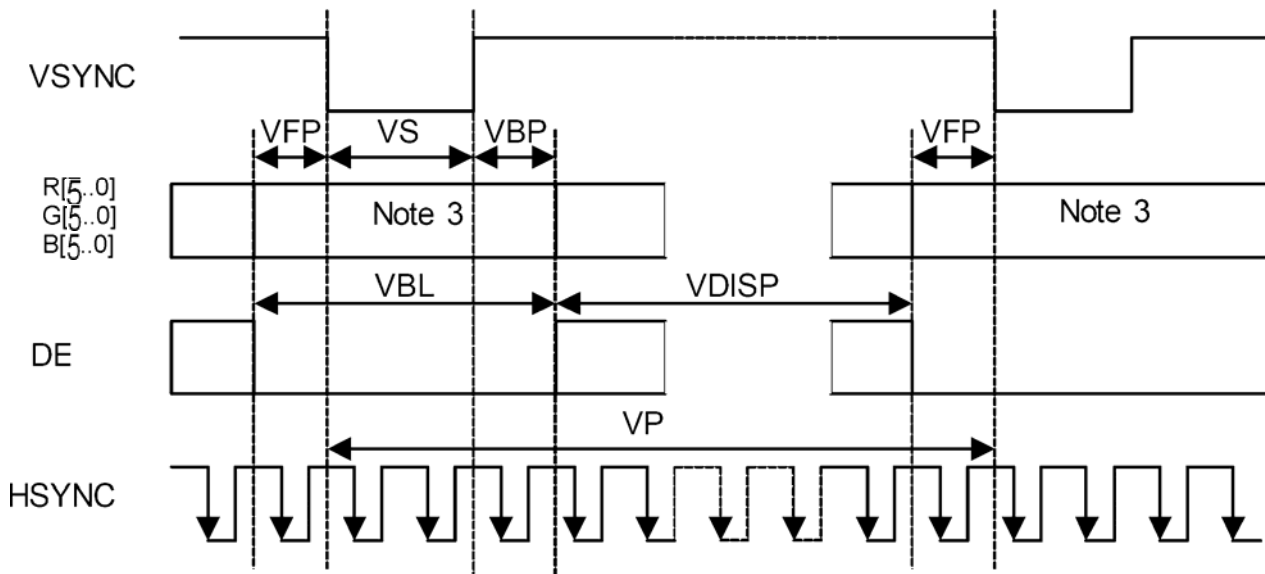 VSYNC
VFP VS VBP VFP
R[5..0]
G[5..0]
B[5..0]
Note 3 Note 3
VBL VDISP
DE
VP
HSYNC